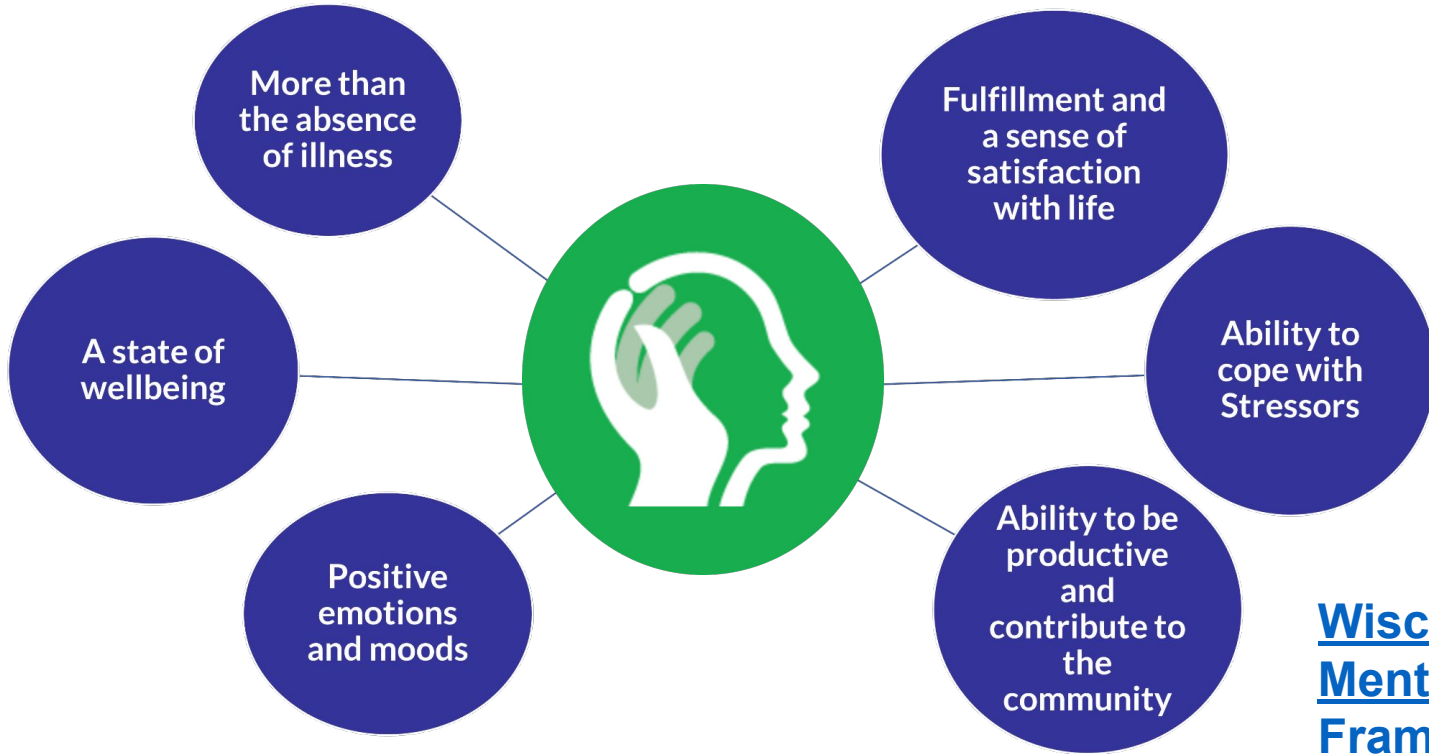 More than
the absence
of illness
Fulfillment and
a sense of
satisfaction
with life
A state of
wellbeing
Ability to
cope with
Stressors
Positive
emotions
and moods
Ability to be
productive
and
contribute to
the
community